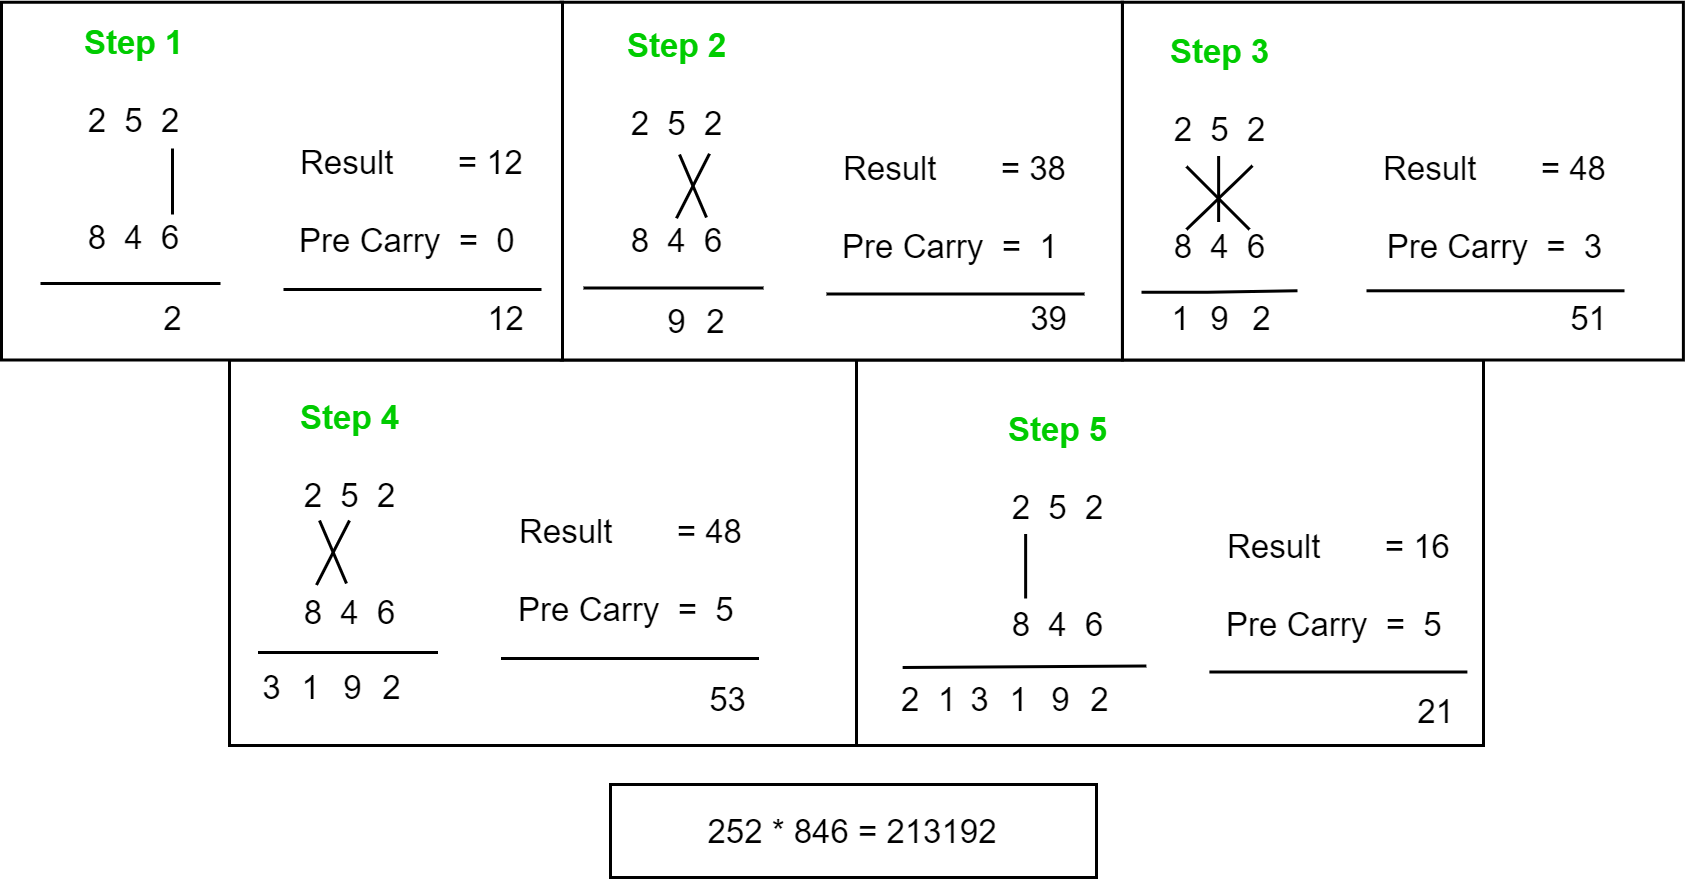 Step 1
2 5 2
8 4 6
2
Result = 12
Pre Carry = 0
12
Step 2
2 5 2
8 4 6
9 2
Result = 38
Pre Carry = 1
39
Step 3
2 5 2
8 4 6
1 9 2
Result = 48
Pre Carry = 3
51
Step 4
2 5 2
8 4 6
3 1 9 2
Result = 48
Pre Carry = 5
53
Step 5
2 5 2
8 4 6
2 1 3 1 9 2
Result = 16
Pre Carry = 5
21
252 * 846 = 213192